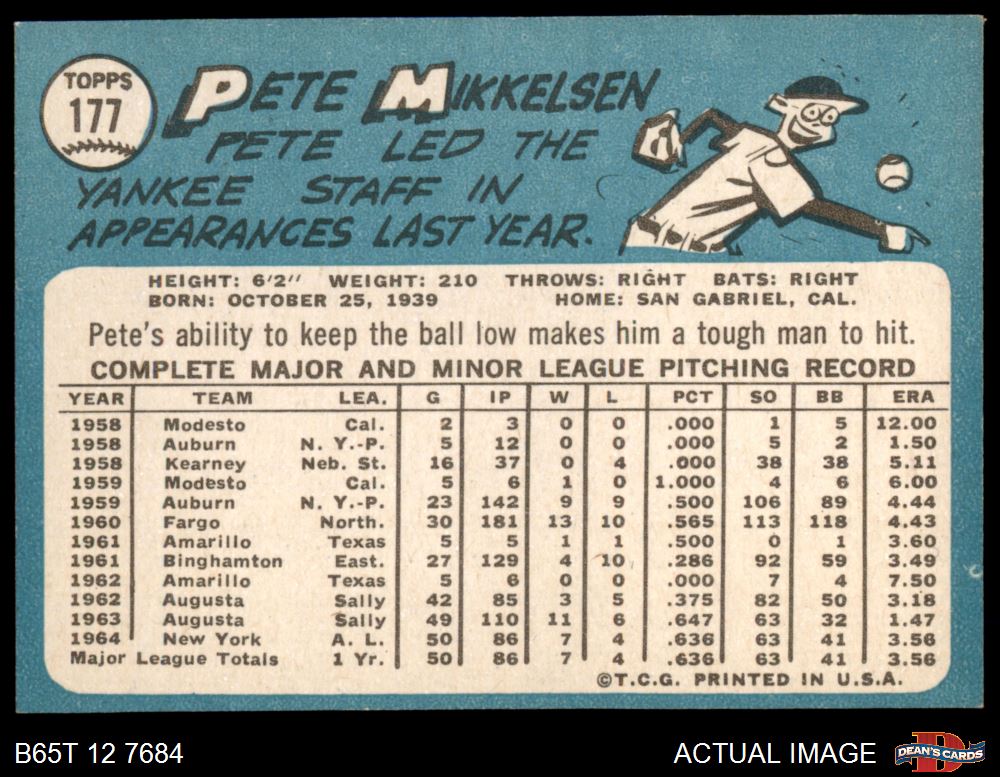 TOPPS
177
PETE MIKKELSEN
PETE LED THE
YANKEE STAFF IN
APPEARANCES LAST YEAR.
HEIGHT: 6'2" WEIGHT: 210 THROWS: RIGHT BATS: RIGHT
BORN: OCTOBER 25, 1939 HOME: SAN GABRIEL, CAL.
Pete's ability to keep the ball low makes him a tough man to hit.
COMPLETE MAJOR AND MINOR LEAGUE PITCHING RECORD
YEAR TEAM LEA. G IP W L PCT SO BB ERA
1958 Modesto Cal. 2 3 0 0 .000 1 5 12.00
1958 Auburn N. Y.-P. 5 12 0 0 .000 5 2 1.50
1958 Kearney Neb. St. 16 37 0 4 .000 38 38 5.11
1959 Modesto Cal. 5 6 1 0 1.000 4 6 6.00
1959 Auburn N. Y.-P. 23 142 9 9 .500 106 89 4.44
1960 Fargo North. 30 181 13 10 .565 113 118 4.43
1961 Amarillo Texas 5 5 1 1 .500 0 1 3.60
1961 Binghamton East. 27 129 4 10 .286 92 59 3.49
1962 Amarillo Texas 5 6 0 0 .000 7 4 7.50
1962 Augusta Sally 42 85 3 5 .375 82 50 3.18
1963 Augusta Sally 49 110 11 6 .647 63 32 1.47
1964 New York A. L. 50 86 7 4 .636 63 41 3.56
Major League Totals 1 Yr. 50 86 7 4 .636 63 41 3.56
©T.C.G. PRINTED IN U.S.A.
B65T 12 7684 ACTUAL IMAGE DEAN'S CARDS